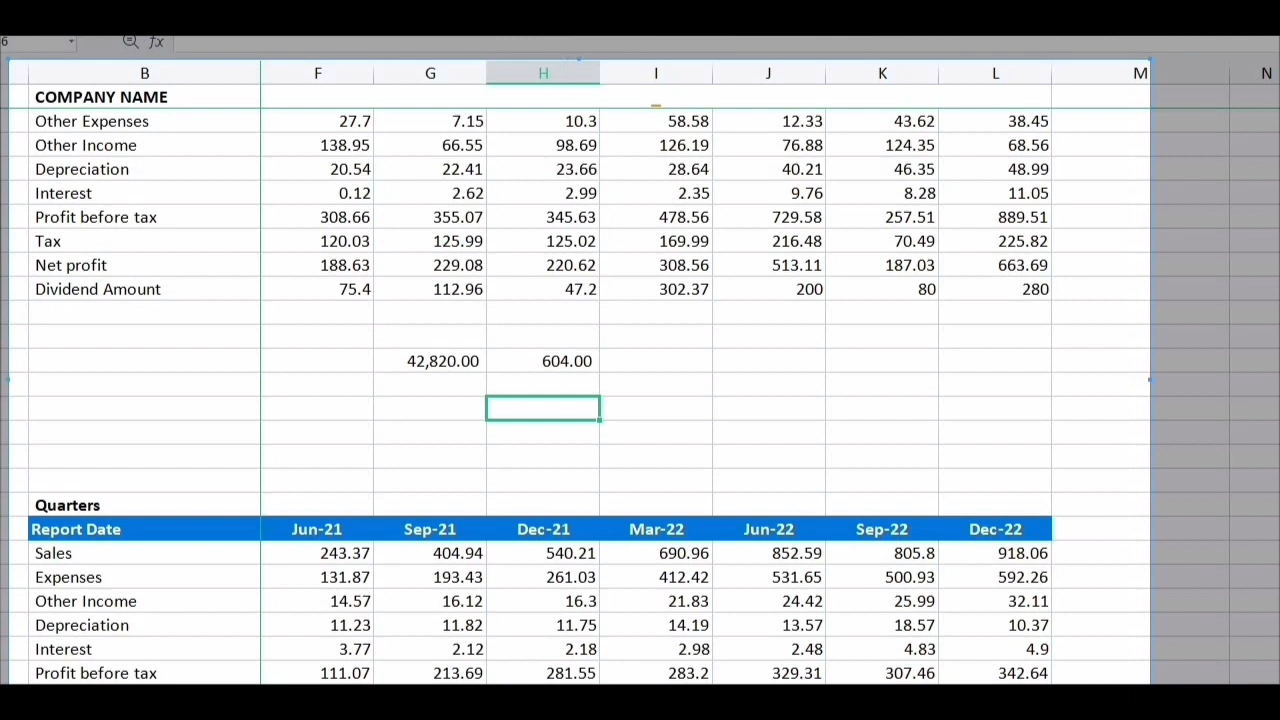 6 fx
B F G H I J K L M N
COMPANY NAME
Other Expenses 27.7 7.15 10.3 58.58 12.33 43.62 38.45
Other Income 138.95 66.55 98.69 126.19 76.88 124.35 68.56
Depreciation 20.54 22.41 23.66 28.64 40.21 46.35 48.99
Interest 0.12 2.62 2.99 2.35 9.76 8.28 11.05
Profit before tax 308.66 355.07 345.63 478.56 729.58 257.51 889.51
Tax 120.03 125.99 125.02 169.99 216.48 70.49 225.82
Net profit 188.63 229.08 220.62 308.56 513.11 187.03 663.69
Dividend Amount 75.4 112.96 47.2 302.37 200 80 280
42,820.00 604.00
Quarters
Report Date Jun-21 Sep-21 Dec-21 Mar-22 Jun-22 Sep-22 Dec-22
Sales 243.37 404.94 540.21 690.96 852.59 805.8 918.06
Expenses 131.87 193.43 261.03 412.42 531.65 500.93 592.26
Other Income 14.57 16.12 16.3 21.83 24.42 25.99 32.11
Depreciation 11.23 11.82 11.75 14.19 13.57 18.57 10.37
Interest 3.77 2.12 2.18 2.98 2.48 4.83 4.9
Profit before tax 111.07 213.69 281.55 283.2 329.31 307.46 342.64